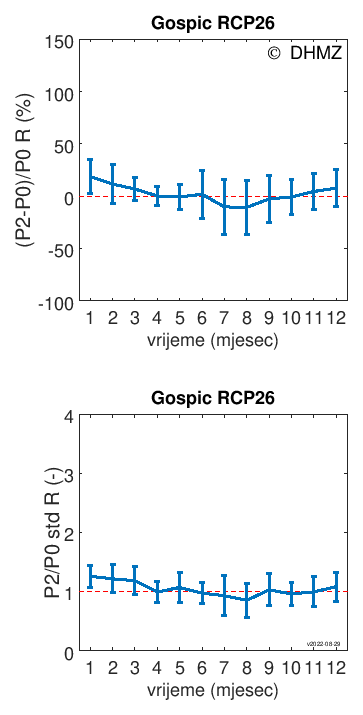 Gospic RCP26
© DHMZ
(P2-P0)/P0 R (%)
150
100
50
0
-50
-100
1 2 3 4 5 6 7 8 9 10 11 12
vrijeme (mjesec)
Gospic RCP26
P2/P0 std R (-)
4
3
2
1
0
v2022-08-29
1 2 3 4 5 6 7 8 9 10 11 12
vrijeme (mjesec)